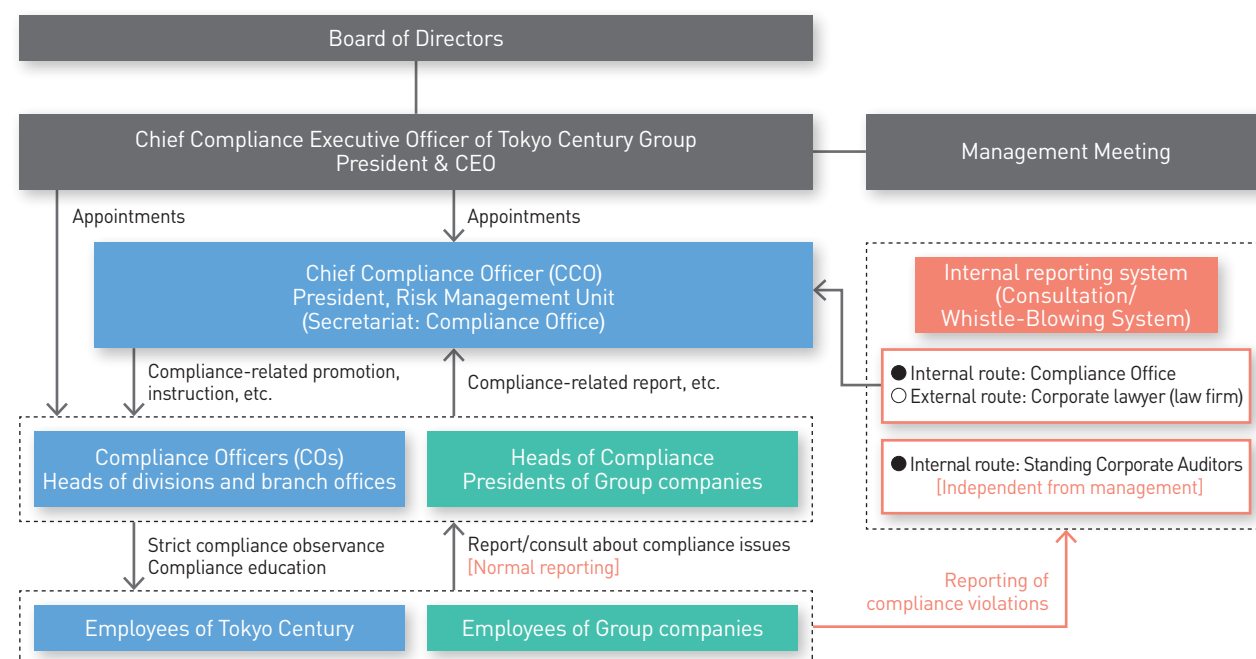 Board of Directors
Chief Compliance Executive Officer of Tokyo Century Group
President & CEO
Management Meeting
Appointments
Appointments
Chief Compliance Officer (CCO)
President, Risk Management Unit
(Secretariat: Compliance Office)
Internal reporting system
(Consultation/
Whistle-Blowing System)
● Internal route: Compliance Office
○ External route: Corporate lawyer (law firm)
● Internal route: Standing Corporate Auditors
[Independent from management]
Compliance-related promotion,
instruction, etc.
Compliance-related report, etc.
Compliance Officers (COs)
Heads of divisions and branch offices
Heads of Compliance
Presidents of Group companies
Strict compliance observance
Compliance education
Report/consult about compliance issues
[Normal reporting]
Reporting of
compliance violations
Employees of Tokyo Century
Employees of Group companies